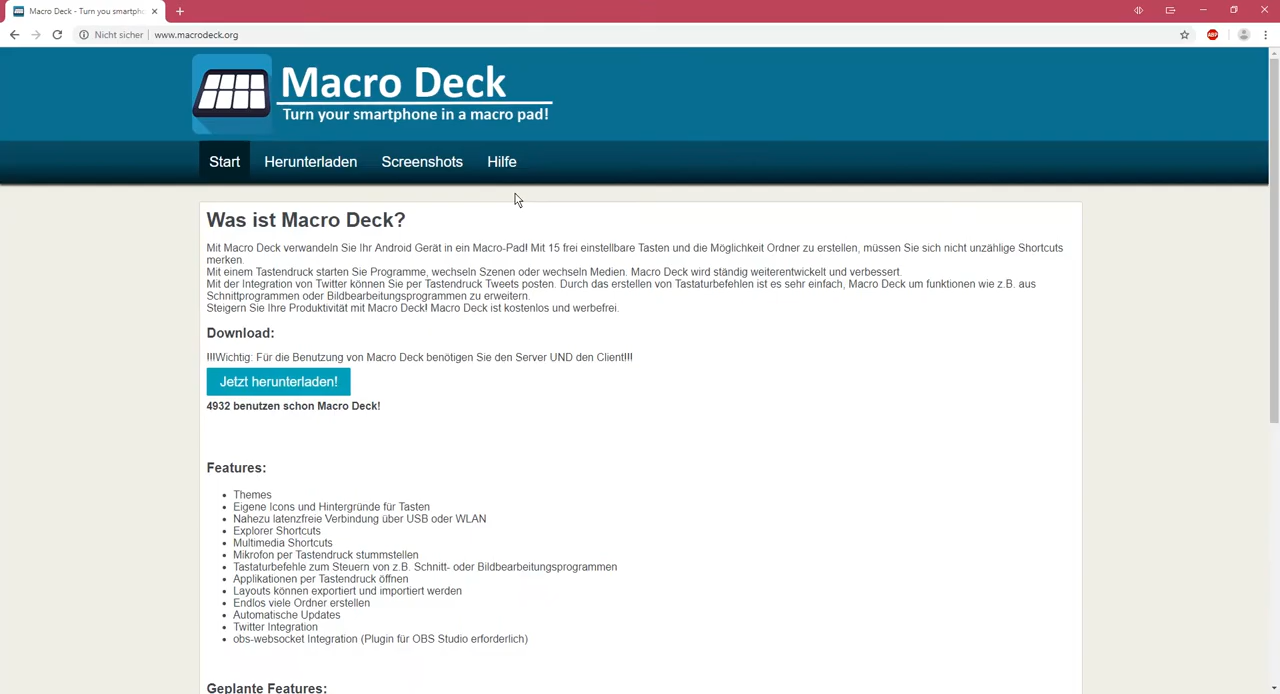 Macro Deck - Turn you smartph
Nicht sicher
www.macrodeck.org
ABP
Macro Deck
Turn your smartphone in a macro pad!
Start Herunterladen Screenshots Hilfe
Was ist Macro Deck?
Mit Macro Deck verwandeln Sie Ihr Android Gerät in ein Macro-Pad! Mit 15 frei einstellbare Tasten und die Möglichkeit Ordner zu erstellen, müssen Sie sich nicht unzählige Shortcuts
merken.
Mit einem Tastendruck starten Sie Programme, wechseln Szenen oder wechseln Medien. Macro Deck wird ständig weiterentwickelt und verbessert.
Mit der Integration von Twitter können Sie per Tastendruck Tweets posten. Durch das erstellen von Tastaturbefehlen ist es sehr einfach, Macro Deck um funktionen wie z.B. aus
Schnittprogrammen oder Bildbearbeitungsprogrammen zu erweitern.
Steigern Sie Ihre Produktivität mit Macro Deck! Macro Deck ist kostenlos und werbefrei.
Download:
!!!Wichtig: Für die Benutzung von Macro Deck benötigen Sie den Server UND den Client!!!
Jetzt herunterladen!
4932 benutzen schon Macro Deck!
Features:
• Themes
• Eigene Icons und Hintergründe für Tasten
• Nahezu latenzfreie Verbindung über USB oder WLAN
• Explorer Shortcuts
• Multimedia Shortcuts
• Mikrofon per Tastendruck stummstellen
• Tastaturbefehle zum Steuern von z.B. Schnitt- oder Bildbearbeitungsprogrammen
• Applikationen per Tastendruck öffnen
• Layouts können exportiert und importiert werden
• Endlos viele Ordner erstellen
• Automatische Updates
• Twitter Integration
• obs-websocket Integration (Plugin für OBS Studio erforderlich)
Geplante Features: